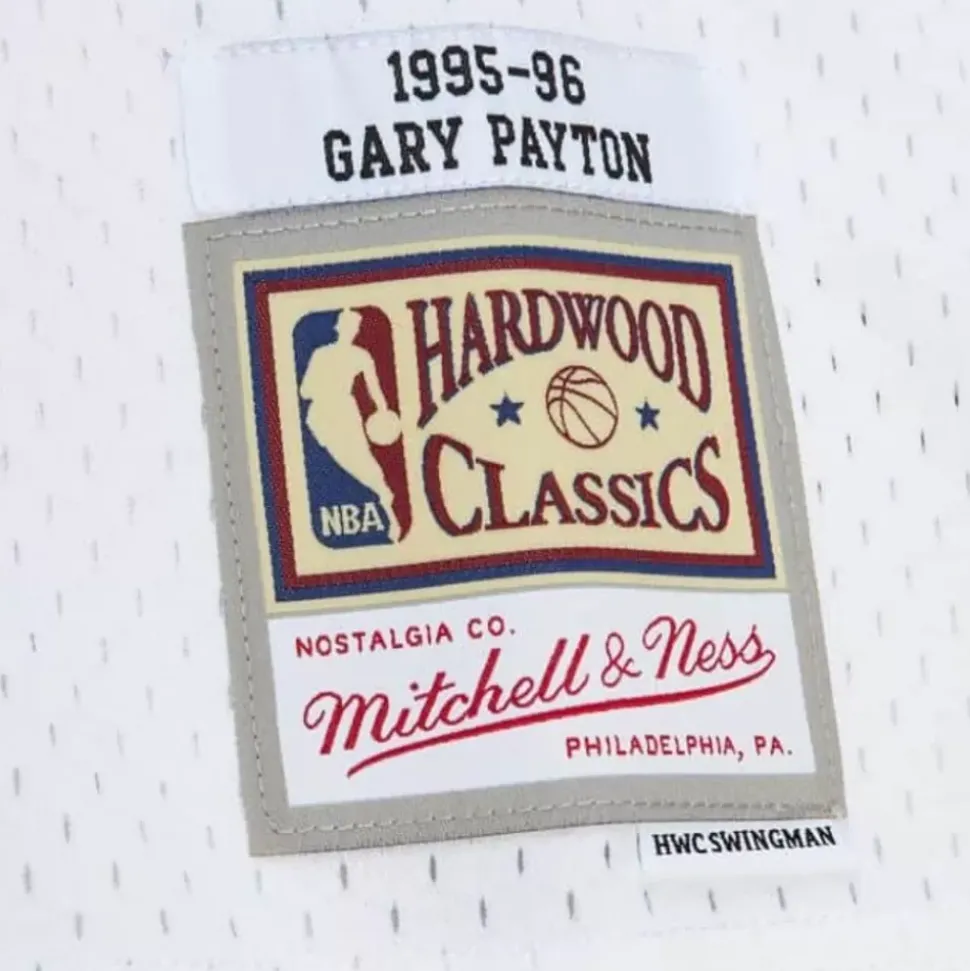 1995-96
GARY PAYTON
HARDWOOD
CLASSICS
NBA
NOSTALGIA CO.
Mitchell & Ness
PHILADELPHIA, PA.
HWC SWINGMAN